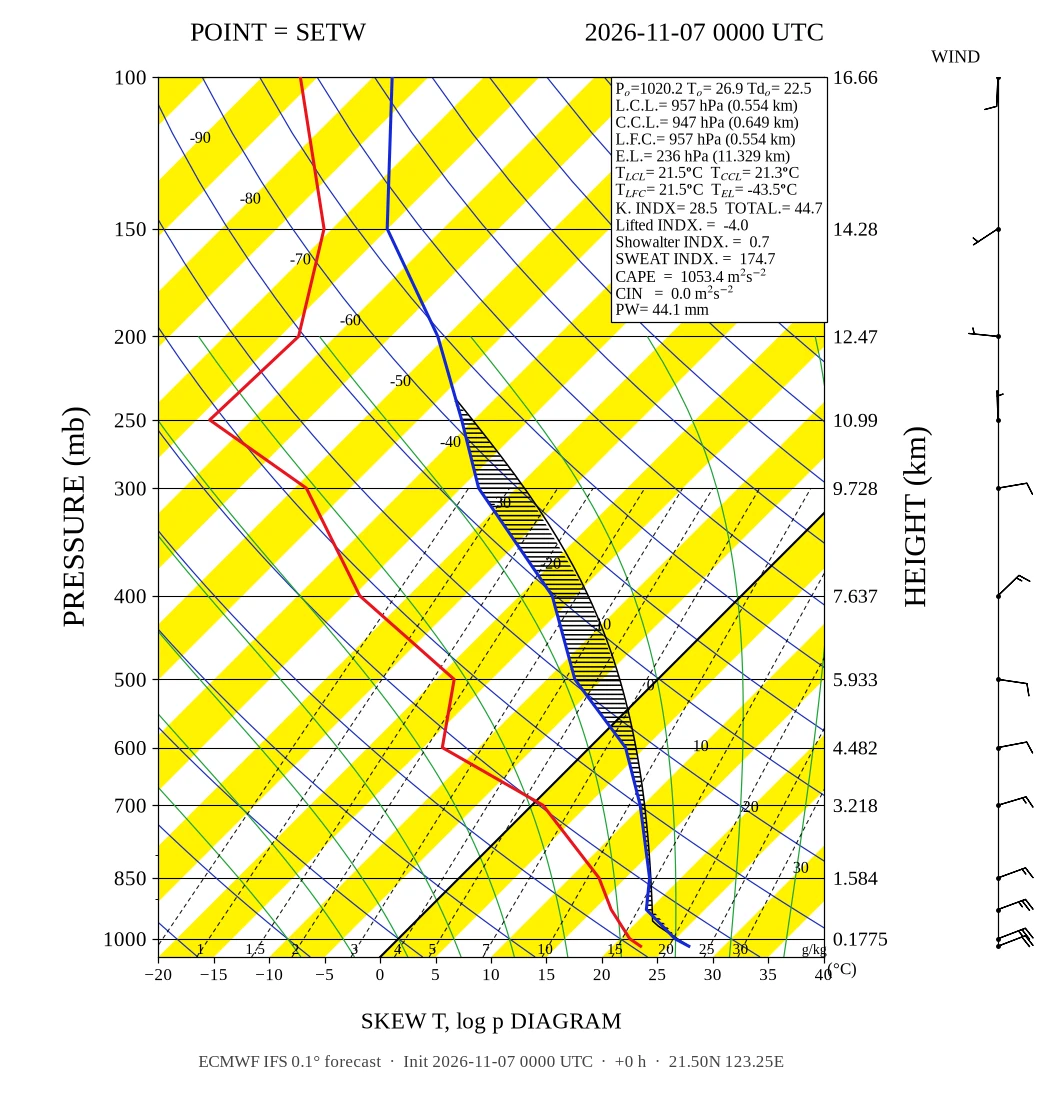 POINT = SETW
2026-11-07 0000 UTC
WIND
100
150
200
250
300
400
500
600
700
850
1000
PRESSURE (mb)
-90
-80
-70
-60
-50
-40
-30
-20
-10
0
10
20
30
Pₒ=1020.2 Tₒ= 26.9 Tdₒ= 22.5
L.C.L.= 957 hPa (0.554 km)
C.C.L.= 947 hPa (0.649 km)
L.F.C.= 957 hPa (0.554 km)
E.L.= 236 hPa (11.329 km)
T_LCL= 21.5°C T_CCL= 21.3°C
T_LFC= 21.5°C T_EL= -43.5°C
K. INDX= 28.5 TOTAL.= 44.7
Lifted INDX. = -4.0
Showalter INDX. = 0.7
SWEAT INDX. = 174.7
CAPE = 1053.4 m²s⁻²
CIN = 0.0 m²s⁻²
PW= 44.1 mm
16.66
14.28
12.47
10.99
9.728
7.637
5.933
4.482
3.218
1.584
0.1775
HEIGHT (km)
1 1.5 2 3 4 5 7 10 15 20 25 30 g/kg
−20 −15 −10 −5 0 5 10 15 20 25 30 35 40 (°C)
SKEW T, log p DIAGRAM
ECMWF IFS 0.1° forecast · Init 2026-11-07 0000 UTC · +0 h · 21.50N 123.25E